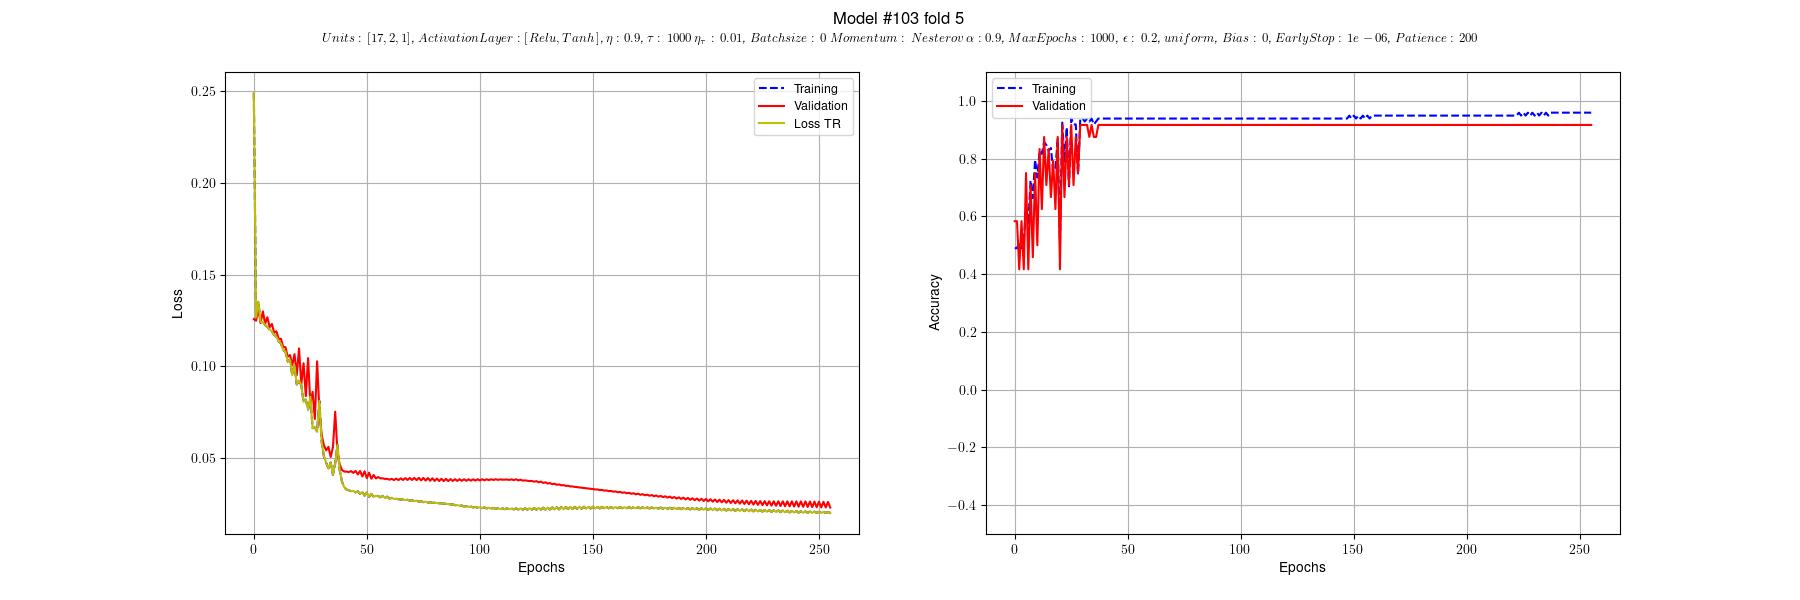 Model #103 fold 5
Units : [17, 2, 1], ActivationLayer : [Relu, Tanh], η : 0.9, τ : 1000 η_τ : 0.01, Batchsize : 0 Momentum : Nesterov α : 0.9, MaxEpochs : 1000, ϵ : 0.2, uniform, Bias : 0, EarlyStop : 1e − 06, Patience : 200
Loss
0.25
0.20
0.15
0.10
0.05
Training
Validation
Loss TR
0 50 100 150 200 250
Epochs
Accuracy
1.0
0.8
0.6
0.4
0.2
0.0
−0.2
−0.4
Training
Validation
0 50 100 150 200 250
Epochs